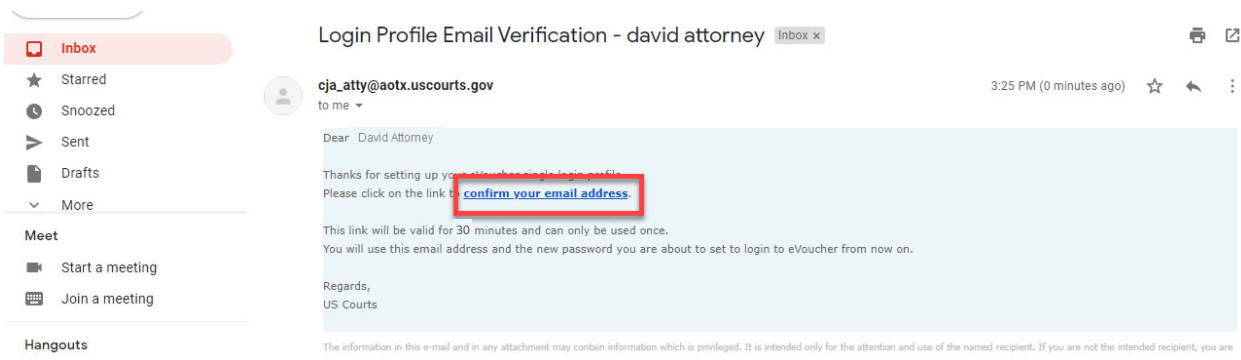 Inbox
Starred
Snoozed
Sent
Drafts
More
Meet
Start a meeting
Join a meeting
Hangouts
Login Profile Email Verification - david attorney Inbox x
cja_atty@aotx.uscourts.gov 3:25 PM (0 minutes ago)
to me
Dear David Attorney
Thanks for setting up your eVoucher single login profile.
Please click on the link to confirm your email address.
This link will be valid for 30 minutes and can only be used once.
You will use this email address and the new password you are about to set to login to eVoucher from now on.
Regards,
US Courts
The information in this e-mail and in any attachment may contain information which is privileged. It is intended only for the attention and use of the named recipient. If you are not the intended recipient, you are